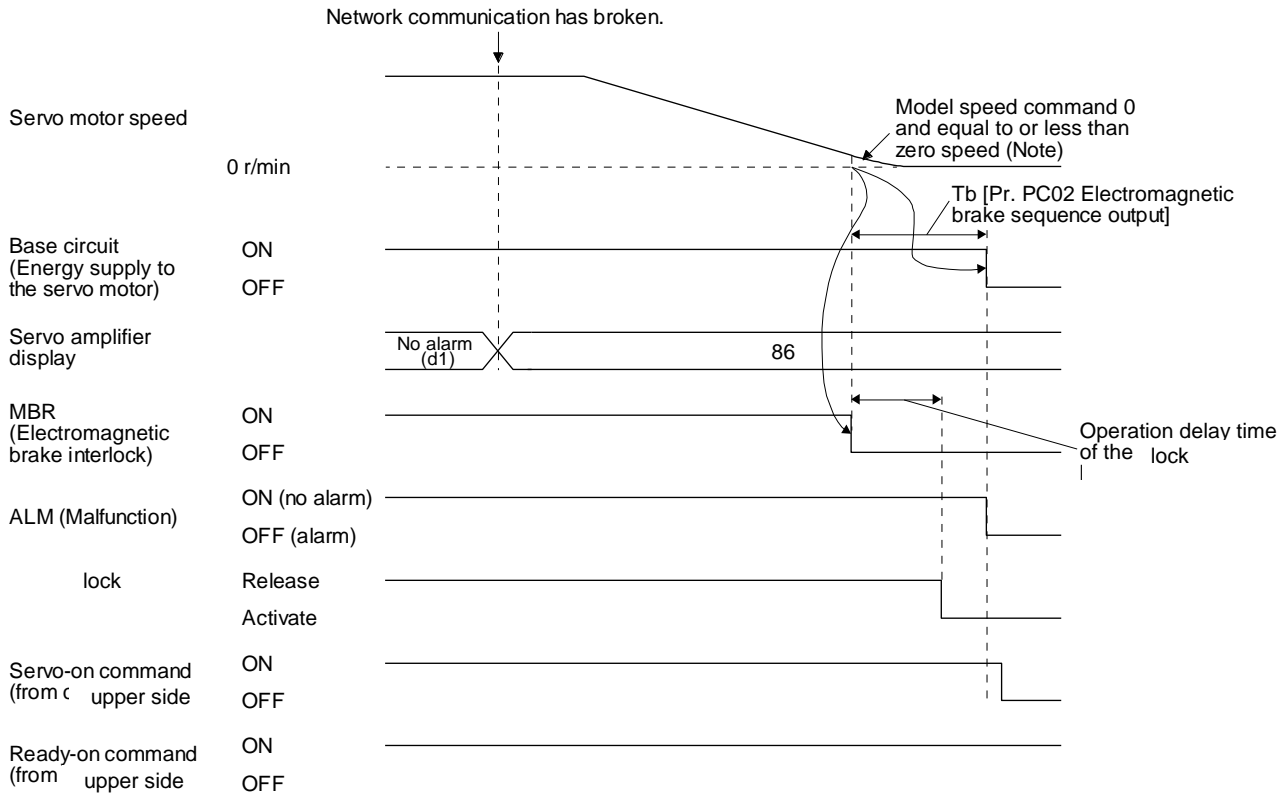 Network communication has broken.
Servo motor speed
0 r/min
Model speed command 0
and equal to or less than
zero speed (Note)
Tb [Pr. PC02 Electromagnetic
brake sequence output]
Base circuit
(Energy supply to
the servo motor)
ON
OFF
Servo amplifier
display
No alarm
(d1)
86
MBR
(Electromagnetic
brake interlock)
ON
OFF
Operation delay time
of the lock
ALM (Malfunction)
ON (no alarm)
OFF (alarm)
lock
Release
Activate
Servo-on command
(from upper side
ON
OFF
Ready-on command
(from upper side
ON
OFF